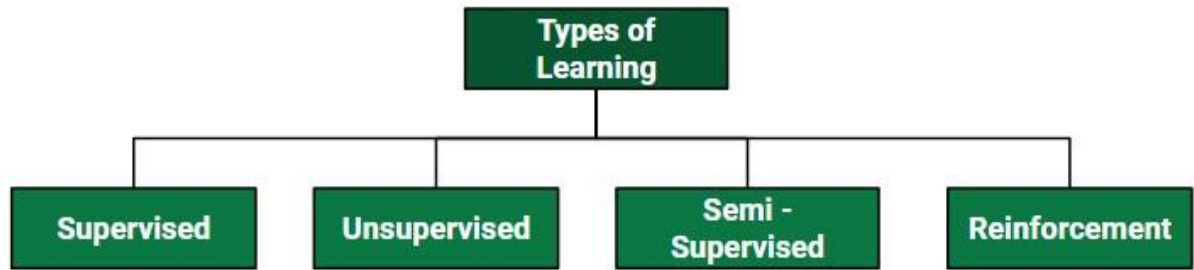 Types of
Learning
Supervised
Unsupervised
Semi -
Supervised
Reinforcement